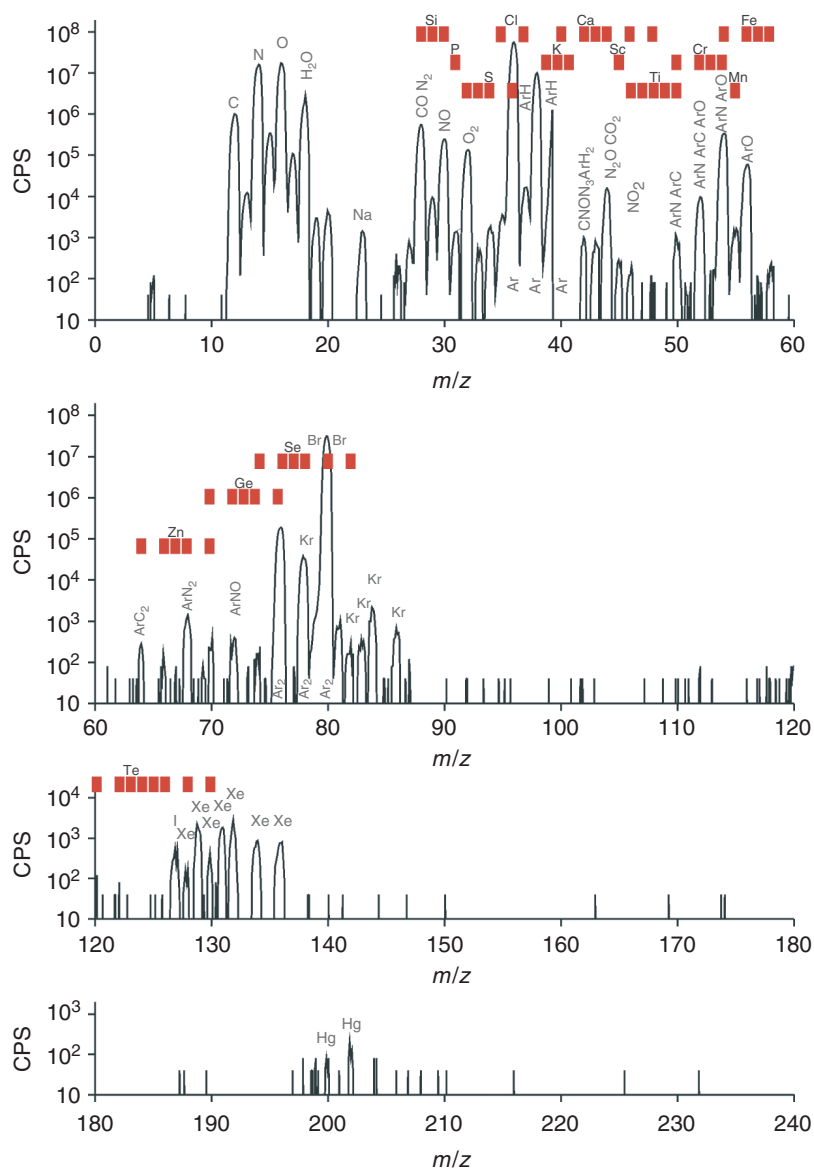 Si Cl Ca Fe
P K Sc Cr
S Ti Mn
C N O H₂O Na CO N₂ NO O₂ ArH ArH CNON₃ArH₂ N₂O CO₂ NO₂ ArN ArC ArN ArC ArO ArN ArO ArO
Ar Ar Ar
CPS
10⁸
10⁷
10⁶
10⁵
10⁴
10³
10²
10
0 10 20 30 40 50 60
m/z
Se Br Br
Ge
Zn
ArC₂ ArN₂ ArNO Kr Kr Kr Kr Kr
Ar₂ Ar₂ Ar₂
CPS
10⁸
10⁷
10⁶
10⁵
10⁴
10³
10²
10
60 70 80 90 100 110 120
m/z
Te
I Xe Xe Xe Xe Xe Xe Xe
CPS
10⁴
10³
10²
10
120 130 140 150 160 170 180
m/z
Hg Hg
CPS
10³
10²
10
180 190 200 210 220 230 240
m/z